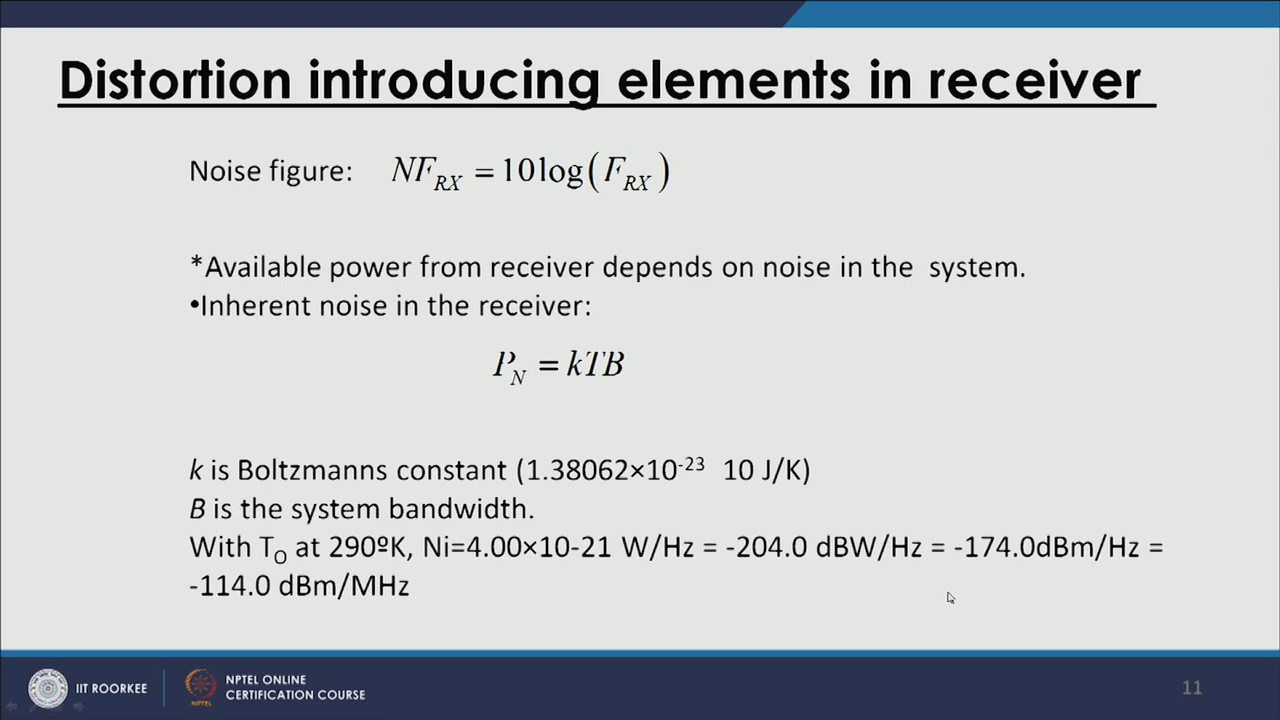 Distortion introducing elements in receiver
Noise figure: NF_RX = 10log(F_RX)
*Available power from receiver depends on noise in the  system.
•Inherent noise in the receiver:
P_N = kTB
k is Boltzmanns constant (1.38062×10⁻²³  10 J/K)
B is the system bandwidth.
With T_O at 290ºK, Ni=4.00×10-21 W/Hz = -204.0 dBW/Hz = -174.0dBm/Hz =
-114.0 dBm/MHz
IIT ROORKEE
NPTEL
NPTEL ONLINE
CERTIFICATION COURSE
11